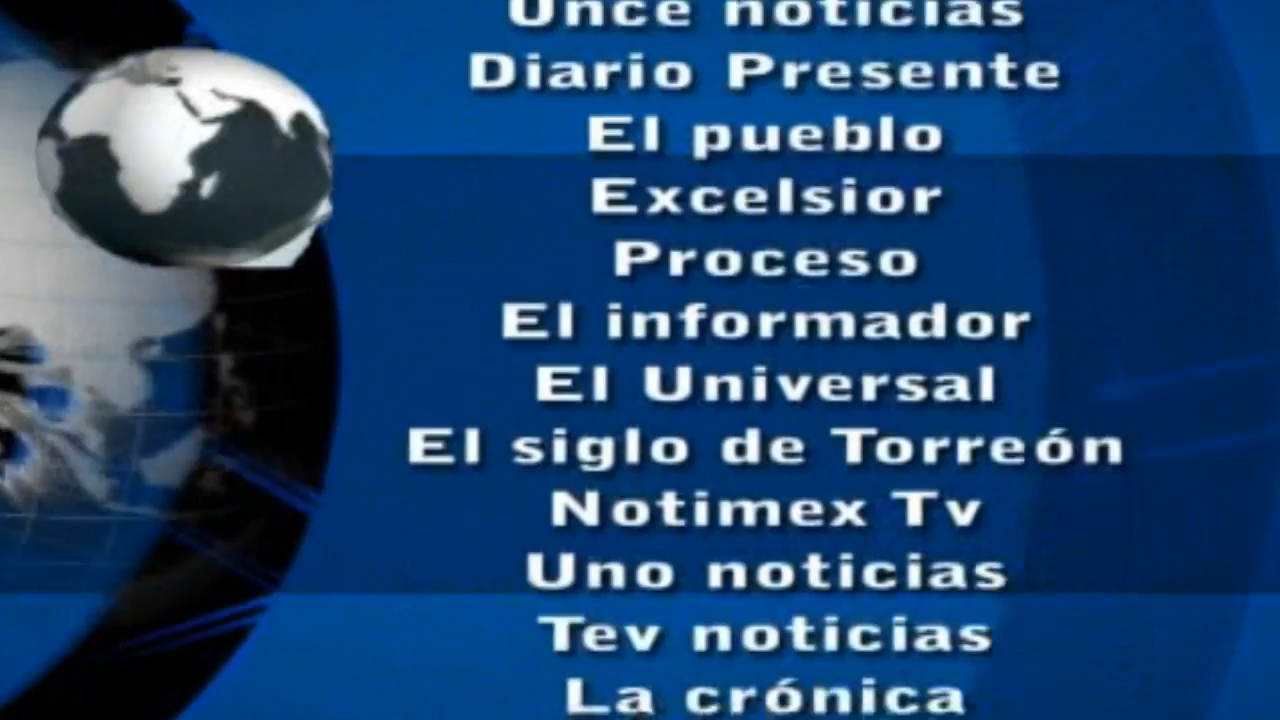 Once noticias
Diario Presente
El pueblo
Excelsior
Proceso
El informador
El Universal
El siglo de Torreón
Notimex Tv
Uno noticias
Tev noticias
La crónica